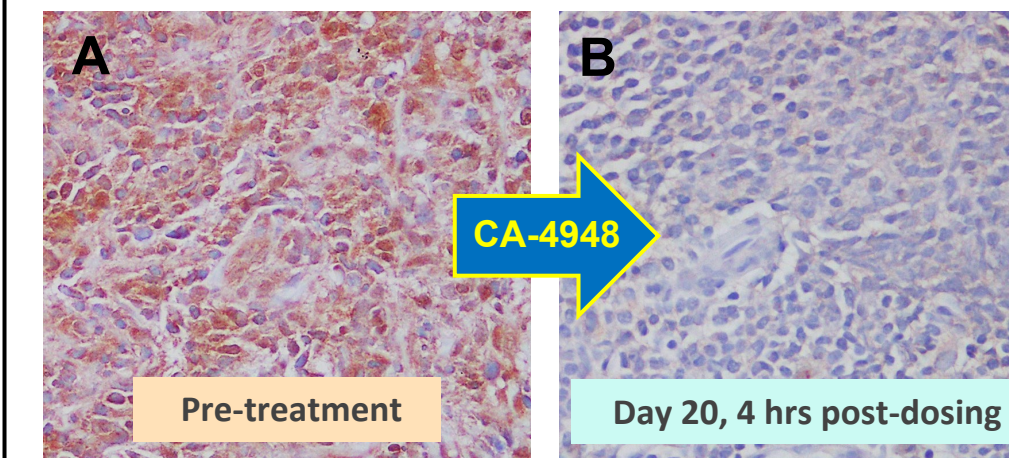 A
B
CA-4948
Pre-treatment
Day 20, 4 hrs post-dosing